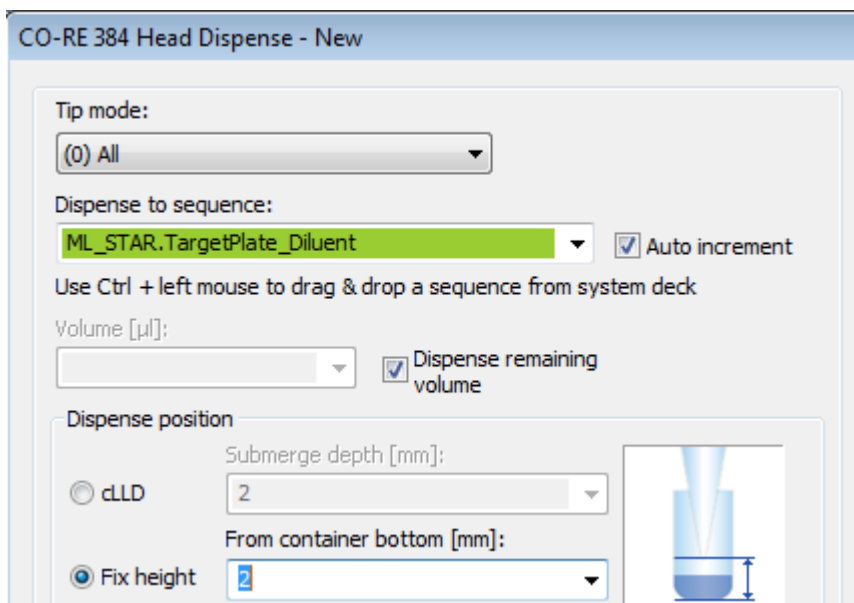 CO-RE 384 Head Dispense - New
Tip mode:
(0) All
Dispense to sequence:
ML_STAR.TargetPlate_Diluent
Auto increment
Use Ctrl + left mouse to drag & drop a sequence from system deck
Volume [µl]:
Dispense remaining
volume
Dispense position
Submerge depth [mm]:
cLLD
2
From container bottom [mm]:
Fix height
2